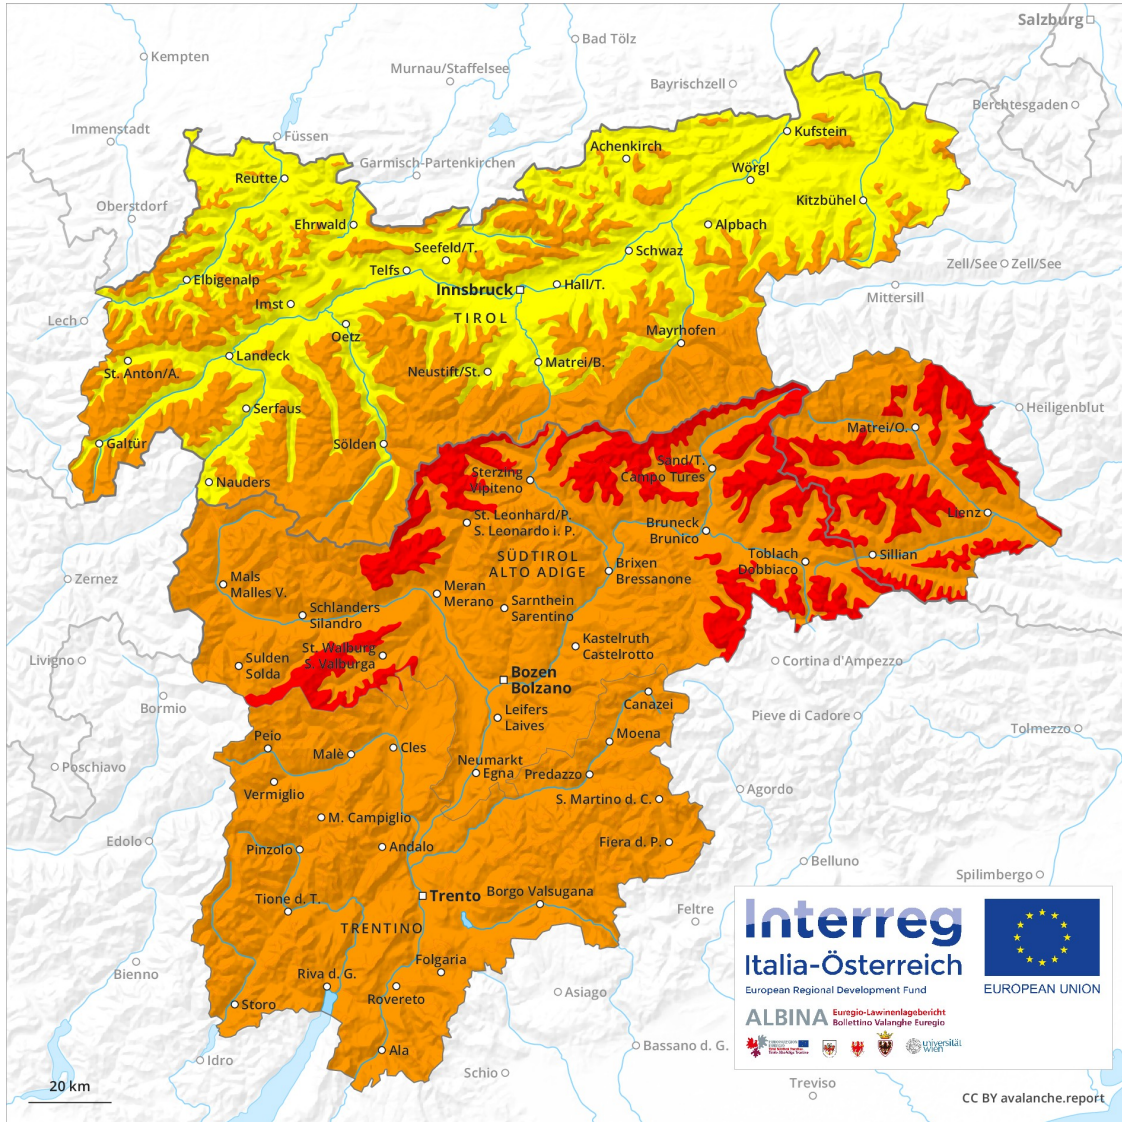 Salzburg
Bad Tölz
Kempten
Murnau/Staffelsee
Bayrischzell
Berchtesgaden
Immenstadt
Füssen
Kufstein
Achenkirch
Garmisch-Partenkirchen
Wörgl
Reutte
Oberstdorf
Kitzbühel
Ehrwald
Alpbach
Seefeld/T.
Schwaz
Telfs
Zell/See
Zell/See
Elbigenalp
Innsbruck
Hall/T.
Mittersill
Imst
TIROL
Lech
Oetz
Mayrhofen
Landeck
Matrei/B.
St. Anton/A.
Neustift/St.
Serfaus
Heiligenblut
Matrei/O.
Galtür
Sölden
Sand/T.
Campo Tures
Sterzing
Vipiteno
Nauders
St. Leonhard/P.
S. Leonardo i. P.
Lienz
Bruneck
Brunico
SÜDTIROL
ALTO ADIGE
Toblach
Dobbiaco
Sillian
Brixen
Bressanone
Zernez
Mals
Malles V.
Meran
Merano
Sarnthein
Sarentino
Schlanders
Silandro
Kastelruth
Castelrotto
St. Walburg
S. Valburga
Livigno
Sulden
Solda
Cortina d'Ampezzo
Bozen
Bolzano
Bormio
Canazei
Leifers
Laives
Pieve di Cadore
Tolmezzo
Peio
Malè
Cles
Moena
Poschiavo
Neumarkt
Egna
Predazzo
Vermiglio
Agordo
S. Martino d. C.
M. Campiglio
Edolo
Pinzolo
Andalo
Fiera d. P.
Belluno
Spilimbergo
Trento
Borgo Valsugana
Tione d. T.
Feltre
TRENTINO
Folgaria
Bienno
Riva d. G.
Rovereto
Storo
Asiago
Ala
Idro
Bassano d. G.
Schio
Treviso
20 km
Interreg
Italia-Österreich
European Regional Development Fund
EUROPEAN UNION
ALBINA
Euregio-Lawinenlagebericht
Bollettino Valanghe Euregio
universität
wien
CC BY avalanche.report